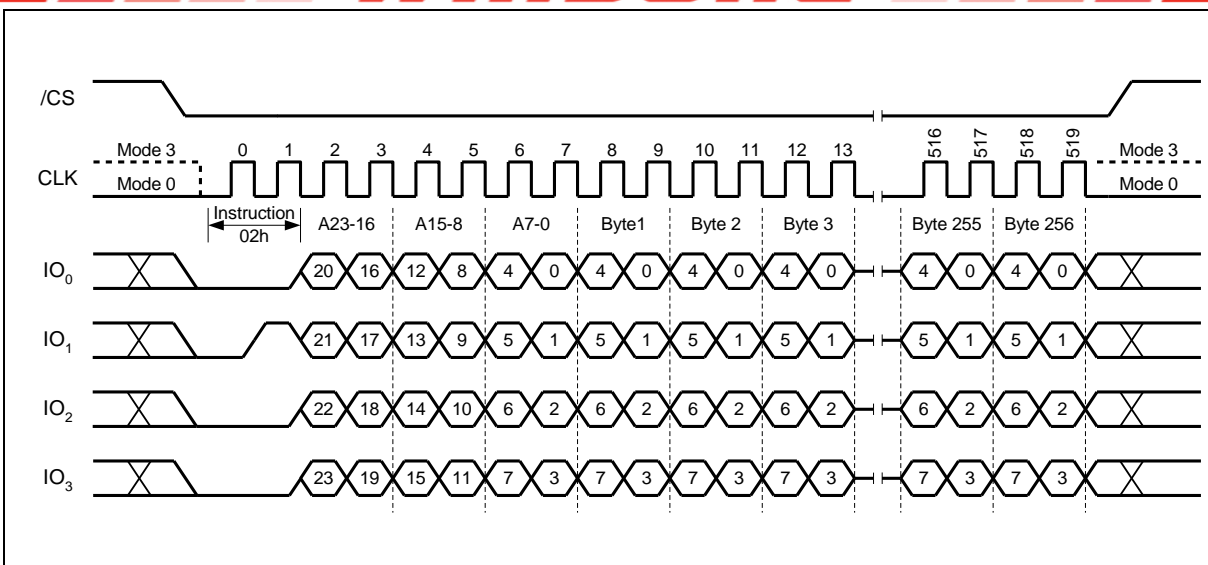 /CS
Mode 3 0 1 2 3 4 5 6 7 8 9 10 11 12 13 516 517 518 519 Mode 3
CLK
Mode 0 Mode 0
Instruction
02h
A23-16 A15-8 A7-0 Byte1 Byte 2 Byte 3 Byte 255 Byte 256
IO0 20 16 12 8 4 0 4 0 4 0 4 0 4 0 4 0
IO1 21 17 13 9 5 1 5 1 5 1 5 1 5 1 5 1
IO2 22 18 14 10 6 2 6 2 6 2 6 2 6 2 6 2
IO3 23 19 15 11 7 3 7 3 7 3 7 3 7 3 7 3